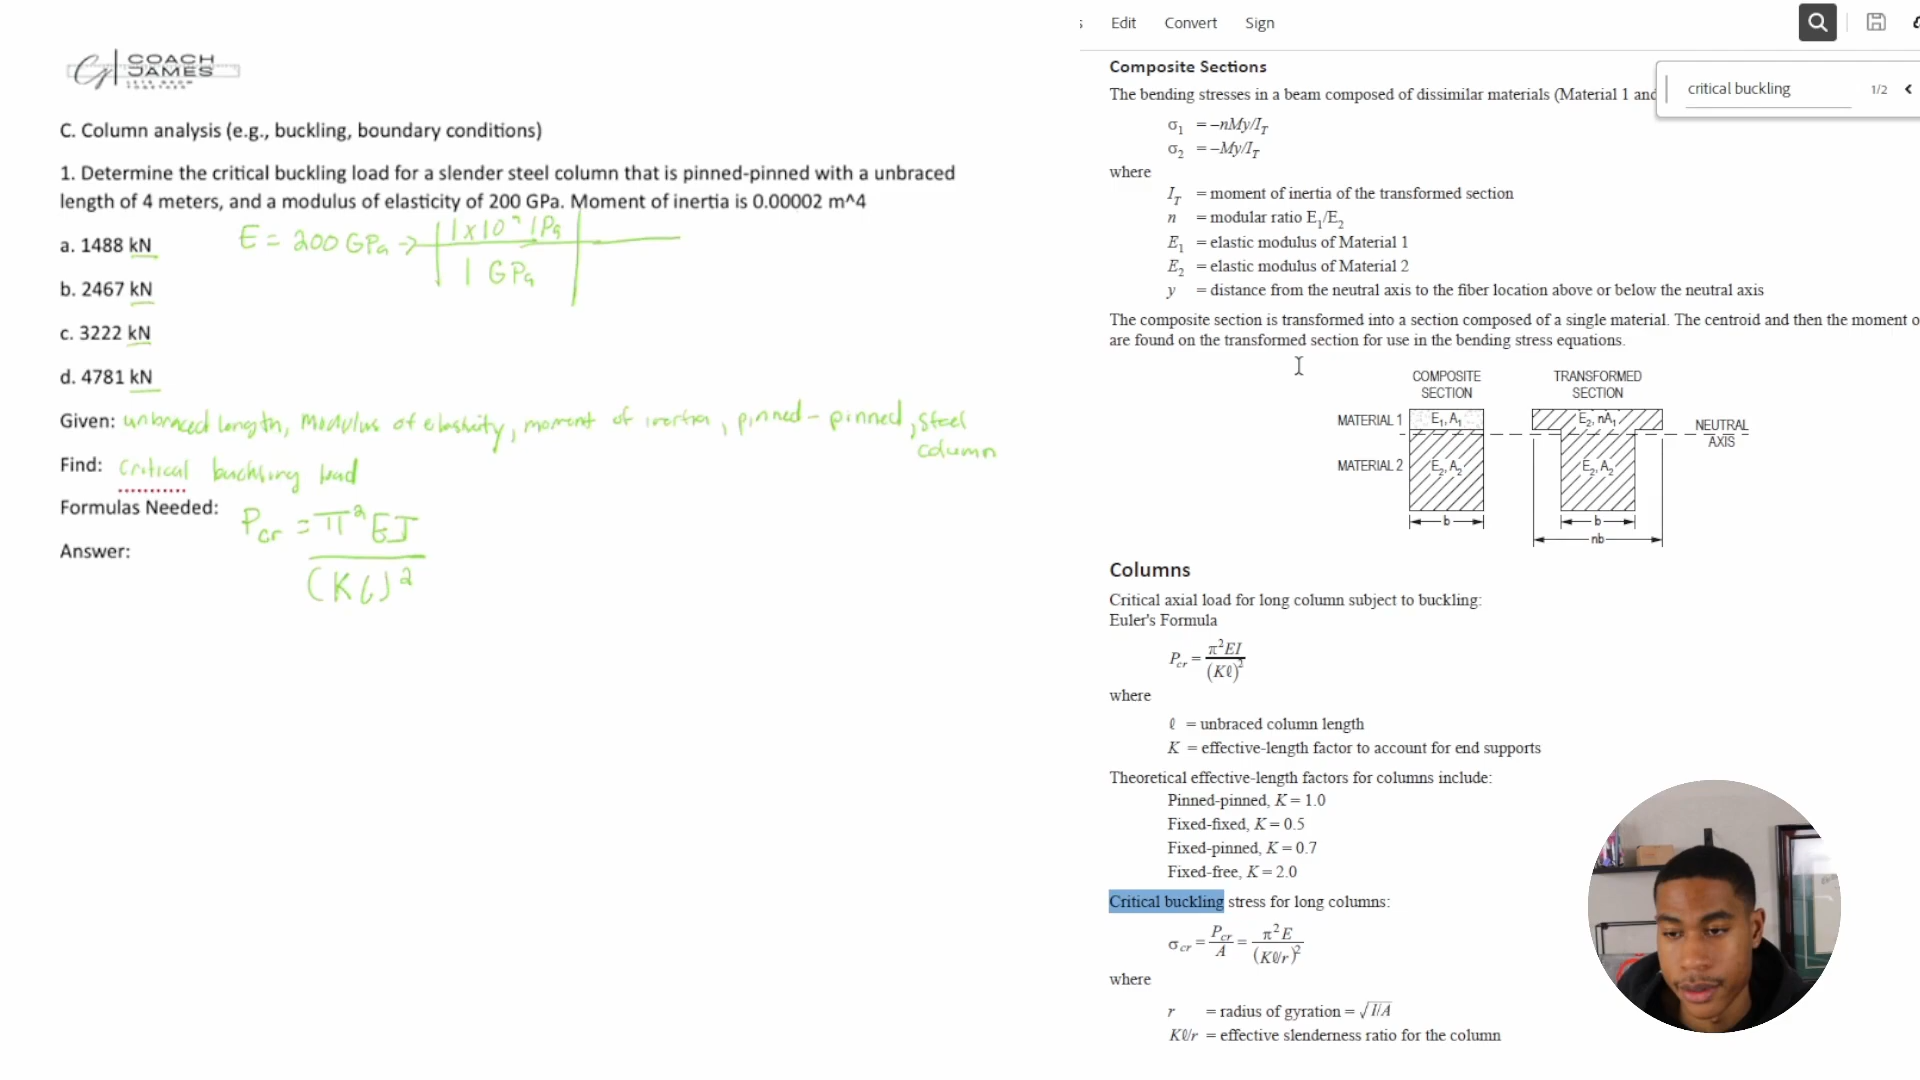 COACH
JAMES
C. Column analysis (e.g., buckling, boundary conditions)
1. Determine the critical buckling load for a slender steel column that is pinned-pinned with a unbraced
length of 4 meters, and a modulus of elasticity of 200 GPa. Moment of inertia is 0.00002 m^4
E = 200 GPa → 1x10^9 Pa
1 GPa
a. 1488 kN
b. 2467 kN
c. 3222 kN
d. 4781 kN
Given: unbraced length, modulus of elasticity, moment of inertia, pinned-pinned, steel
column
Find: Critical buckling load
Formulas Needed: Pcr = π²EI
(Kl)²
Answer:
Edit Convert Sign
critical buckling 1/2
Composite Sections
The bending stresses in a beam composed of dissimilar materials (Material 1 and
σ1 = –nMy/IT
σ2 = –My/IT
where
IT = moment of inertia of the transformed section
n = modular ratio E1/E2
E1 = elastic modulus of Material 1
E2 = elastic modulus of Material 2
y = distance from the neutral axis to the fiber location above or below the neutral axis
The composite section is transformed into a section composed of a single material. The centroid and then the moment o
are found on the transformed section for use in the bending stress equations.
COMPOSITE SECTION
TRANSFORMED SECTION
MATERIAL 1 E1, A1 E2, nA1 NEUTRAL AXIS
MATERIAL 2 E2, A2 E2, A2
b b
nb
Columns
Critical axial load for long column subject to buckling:
Euler's Formula
Pcr = π²EI/(Kℓ)²
where
ℓ = unbraced column length
K = effective-length factor to account for end supports
Theoretical effective-length factors for columns include:
Pinned-pinned, K = 1.0
Fixed-fixed, K = 0.5
Fixed-pinned, K = 0.7
Fixed-free, K = 2.0
Critical buckling stress for long columns:
σcr = Pcr/A = π²E/(Kℓ/r)²
where
r = radius of gyration = √I/A
Kℓ/r = effective slenderness ratio for the column